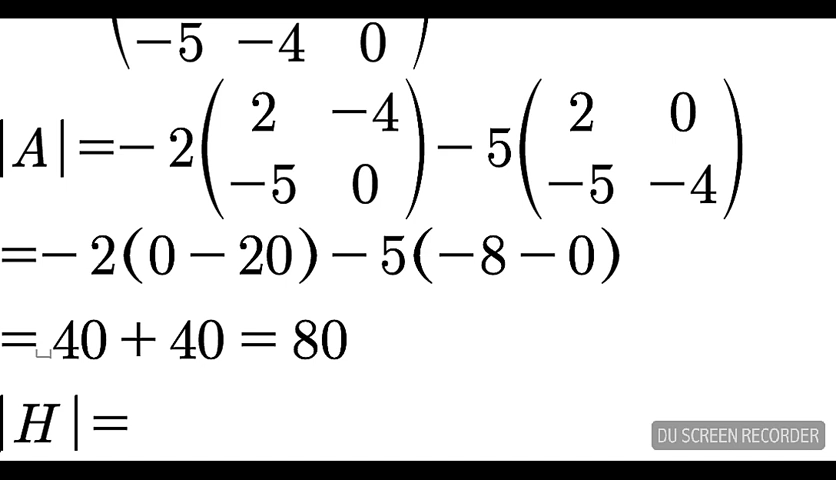 (−5 −4 0)
|A| = − 2(2 −4
−5 0) − 5(2 0
−5 −4)
= − 2(0 − 20) − 5(−8 − 0)
= 40 + 40 = 80
|H| =
DU SCREEN RECORDER